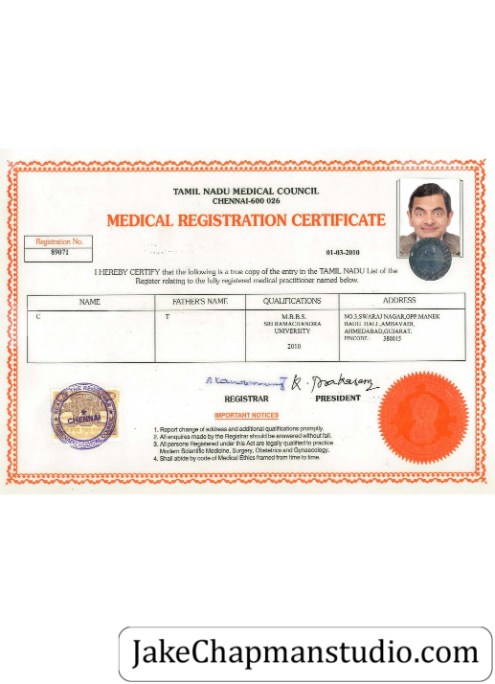 TAMIL NADU MEDICAL COUNCIL
CHENNAI-600 026
MEDICAL REGISTRATION CERTIFICATE
Registration No.
89071
01-03-2010
I HEREBY CERTIFY that the following is a true copy of the entry in the TAMIL NADU List of the
Register relating to the fully registered medical practitioner named below.
NAME FATHER'S NAME QUALIFICATIONS ADDRESS
C T M.B.B.S. NO.3,SWARAJ NAGAR,OPP.MANEK
SRI RAMACHANDRA HALL,AMBAVADI,
UNIVERSITY AHMEDABAD,GUJARAT.
PINCODE: 380015
2010
REGISTRAR PRESIDENT
IMPORTANT NOTICES
1. Report change of address and additional qualifications promptly.
2. All enquires made by the Registrar should be answered without fail.
3. All persons Registered under this Act are legally qualified to practice
Modern Scientific Medicine, Surgery, Obstetrics and Gynaecology.
4. Shall abide by code of Medical Ethics framed from time to time.
CHENNAI
JakeChapmanstudio.com